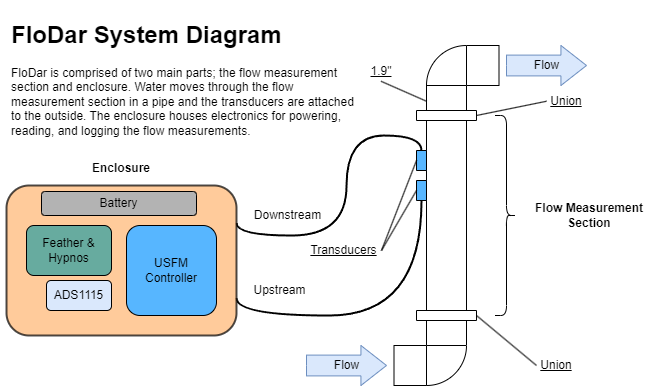 FloDar System Diagram
FloDar is comprised of two main parts; the flow measurement
section and enclosure. Water moves through the flow
measurement section in a pipe and the transducers are attached
to the outside. The enclosure houses electronics for powering,
reading, and logging the flow measurements.
1.9"
Flow
Union
Enclosure
Battery
Feather &
Hypnos
ADS1115
USFM
Controller
Downstream
Transducers
Upstream
Flow Measurement
Section
Flow
Union